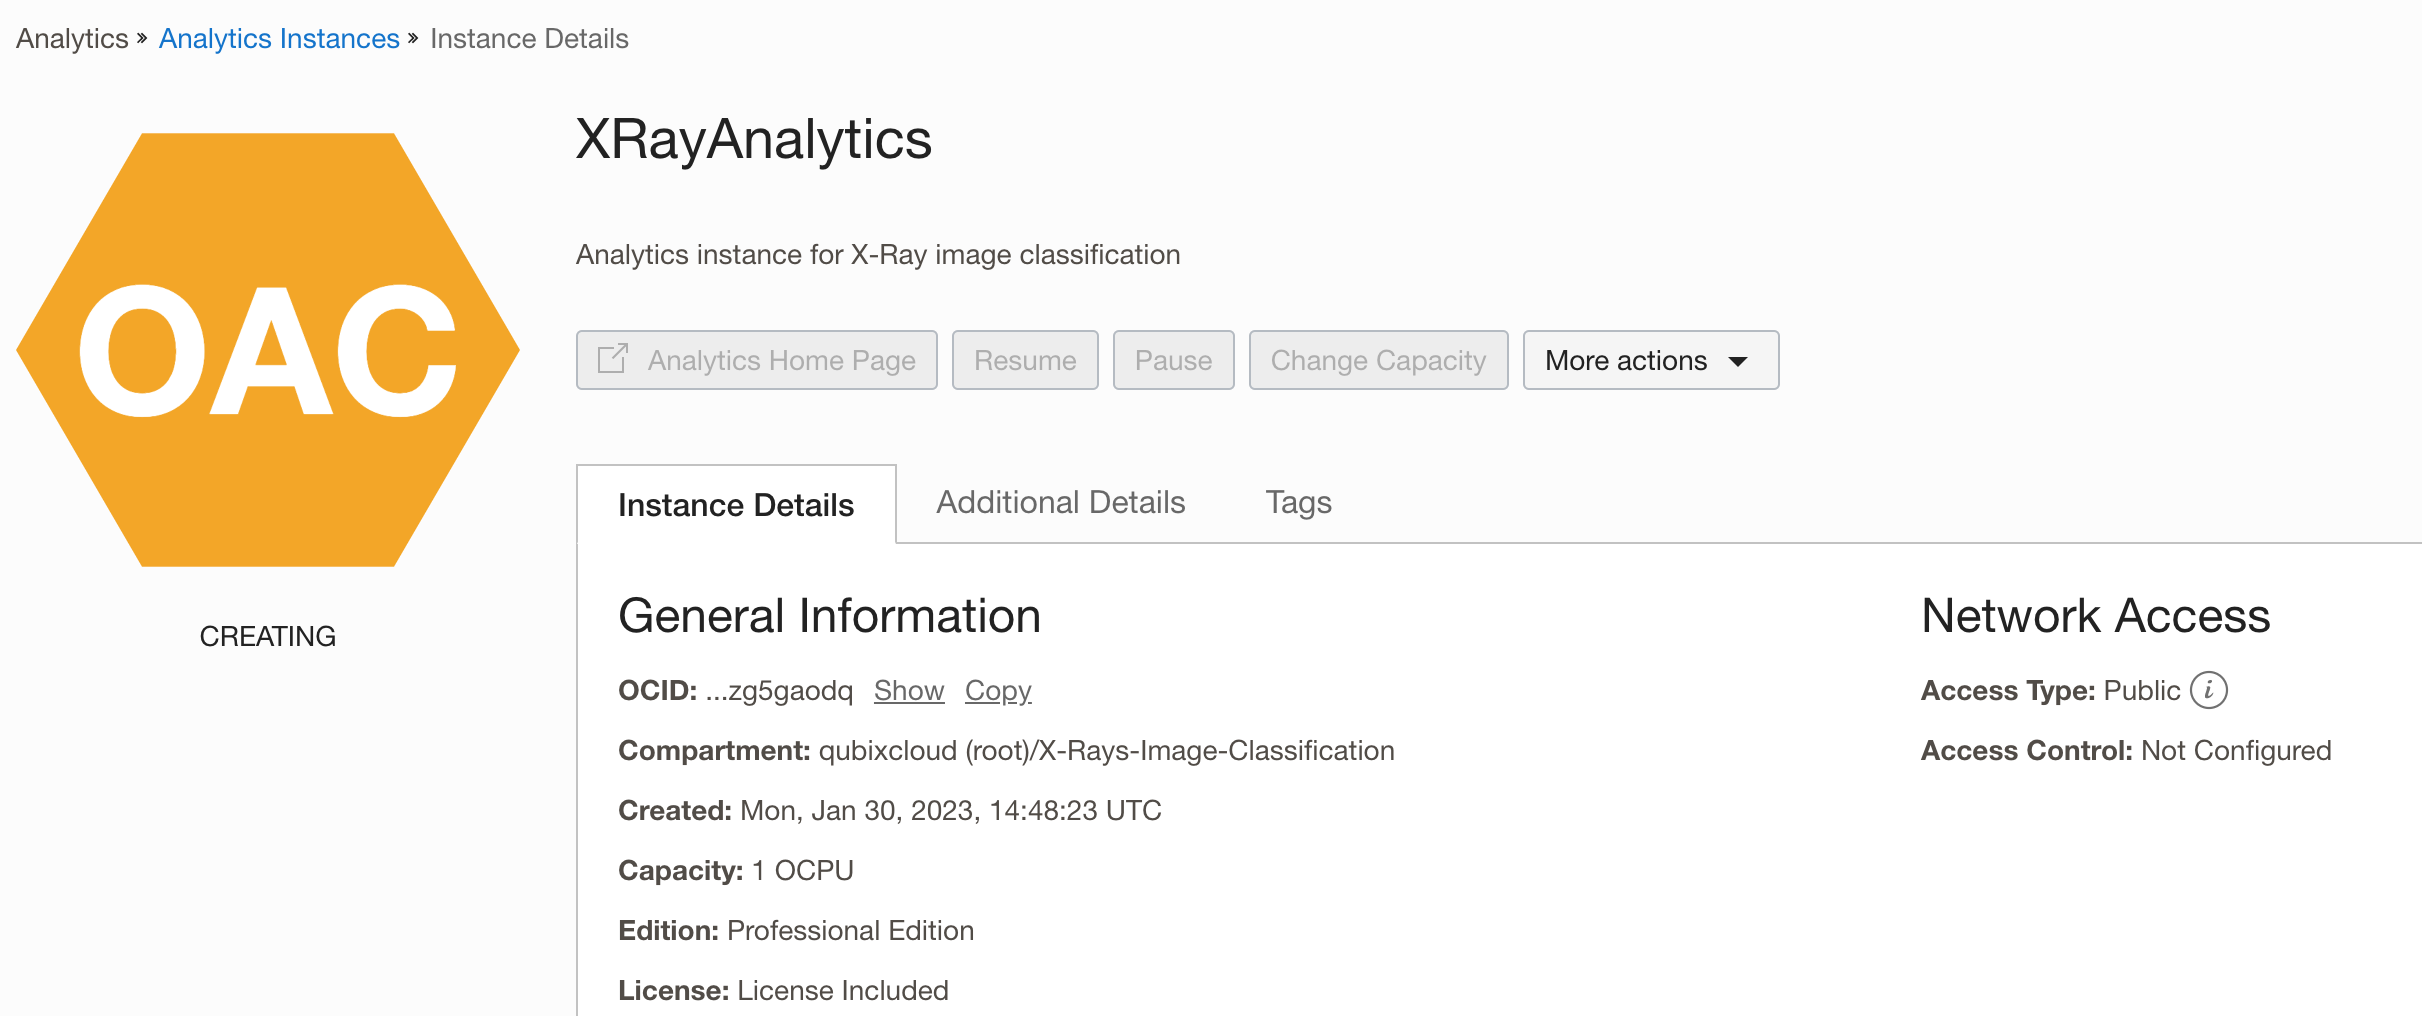 Analytics » Analytics Instances » Instance Details
OAC
CREATING
XRayAnalytics
Analytics instance for X-Ray image classification
Analytics Home Page Resume Pause Change Capacity More actions
Instance Details Additional Details Tags
General Information
OCID: ...zg5gaodq Show Copy
Compartment: qubixcloud (root)/X-Rays-Image-Classification
Created: Mon, Jan 30, 2023, 14:48:23 UTC
Capacity: 1 OCPU
Edition: Professional Edition
License: License Included
Network Access
Access Type: Public i
Access Control: Not Configured